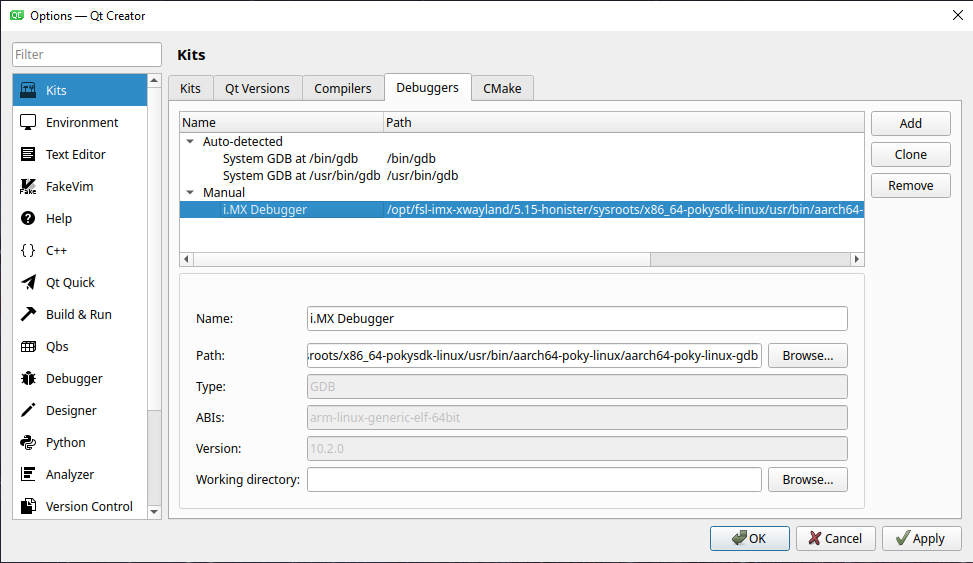 Options — Qt Creator
Filter
Kits
Environment
Text Editor
FakeVim
Help
C++
Qt Quick
Build & Run
Qbs
Debugger
Designer
Python
Analyzer
Version Control
Kits
Kits Qt Versions Compilers Debuggers CMake
Name Path
Auto-detected
System GDB at /bin/gdb /bin/gdb
System GDB at /usr/bin/gdb /usr/bin/gdb
Manual
i.MX Debugger /opt/fsl-imx-xwayland/5.15-honister/sysroots/x86_64-pokysdk-linux/usr/bin/aarch64-
Add
Clone
Remove
Name: i.MX Debugger
Path: roots/x86_64-pokysdk-linux/usr/bin/aarch64-poky-linux/aarch64-poky-linux-gdb Browse...
Type: GDB
ABIs: arm-linux-generic-elf-64bit
Version: 10.2.0
Working directory: Browse...
OK Cancel Apply